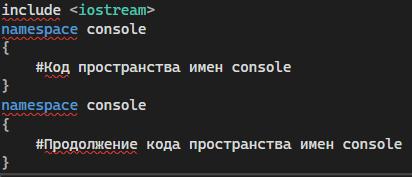 include <iostream>
namespace console
{
    #Код пространства имен console
}
namespace console
{
    #Продолжение кода пространства имен console
}